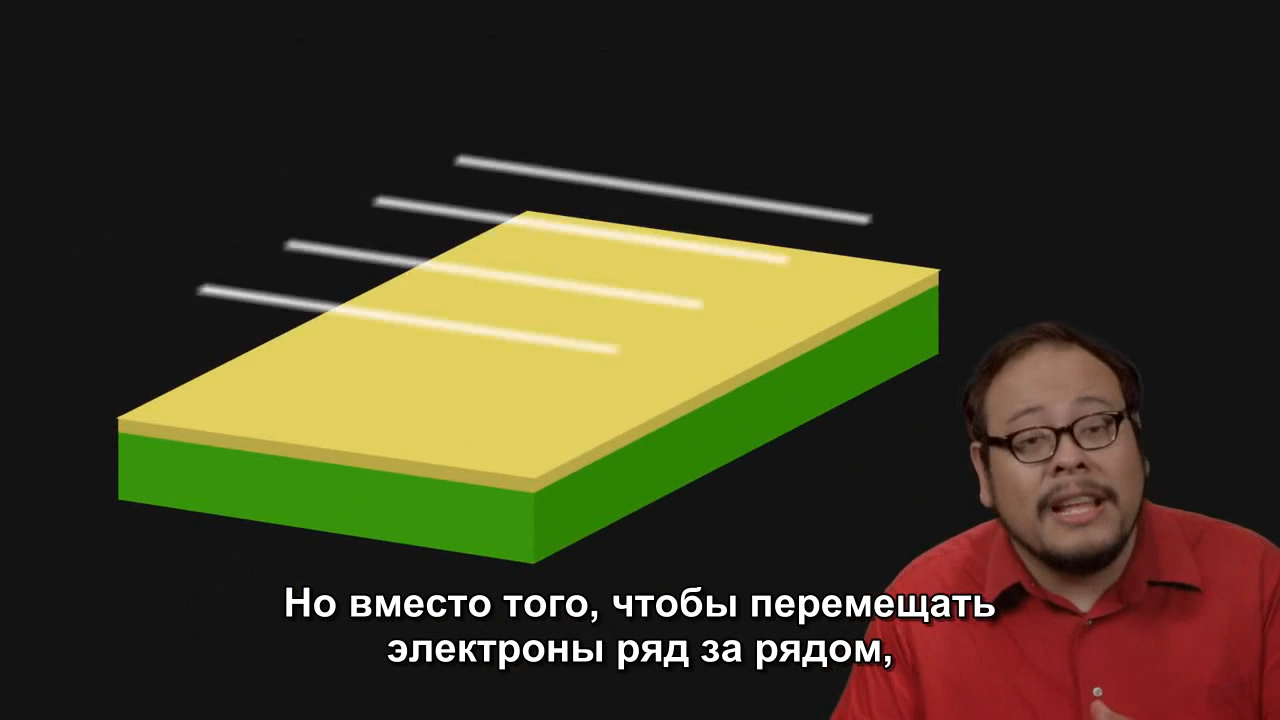 Но вместо того, чтобы перемещать
электроны ряд за рядом,